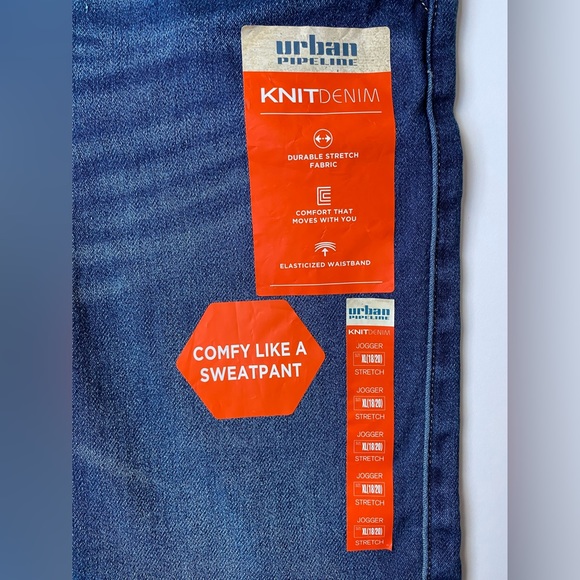 urban
PIPELINE
KNITDENIM
DURABLE STRETCH
FABRIC
COMFORT THAT
MOVES WITH YOU
ELASTICIZED WAISTBAND
COMFY LIKE A
SWEATPANT
urban
PIPELINE
KNITDENIM
JOGGER
XL(18/20)
STRETCH
JOGGER
XL(18/20)
STRETCH
JOGGER
XL(18/20)
STRETCH
JOGGER
XL(18/20)
STRETCH
JOGGER
XL(18/20)
STRETCH